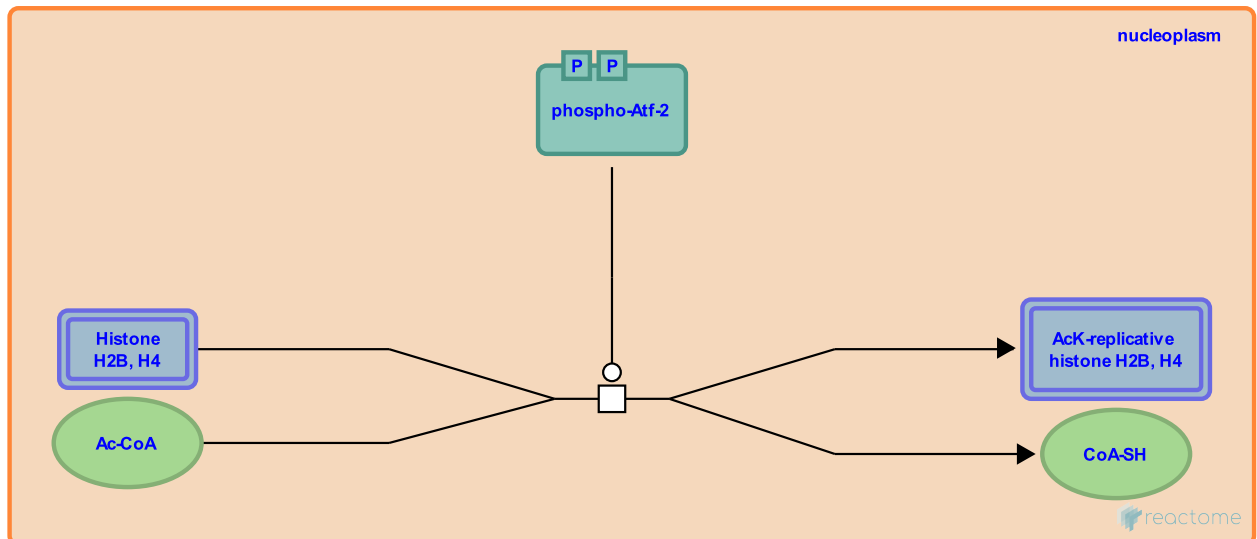 nucleoplasm
P P
phospho-Atf-2
Histone
H2B, H4
AcK-replicative
histone H2B, H4
Ac-CoA
CoA-SH
reactome